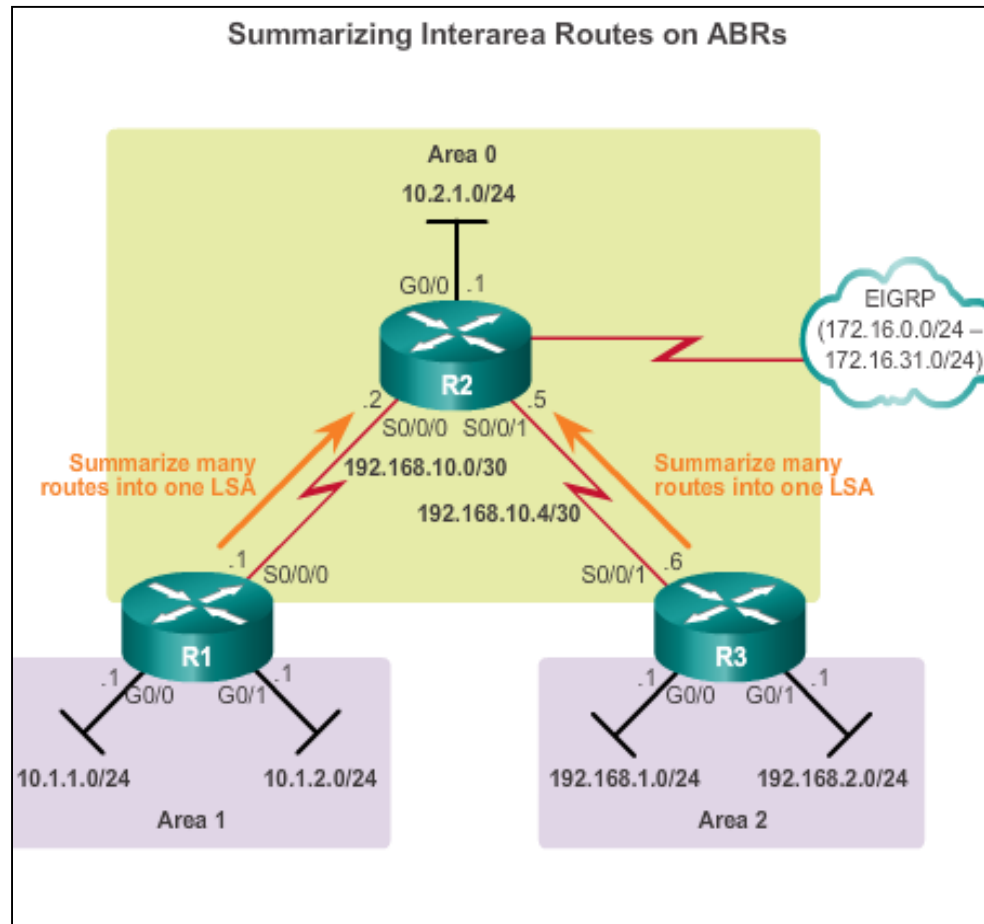 Summarizing Interarea Routes on ABRs
Area 0
10.2.1.0/24
G0/0
.1
EIGRP
(172.16.0.0/24 –
172.16.31.0/24)
R2
.2
.5
S0/0/0
S0/0/1
Summarize many
routes into one LSA
192.168.10.0/30
Summarize many
routes into one LSA
192.168.10.4/30
.1
S0/0/0
S0/0/1
.6
R1
R3
.1
G0/0
G0/1
.1
.1
G0/0
G0/1
.1
10.1.1.0/24
10.1.2.0/24
192.168.1.0/24
192.168.2.0/24
Area 1
Area 2